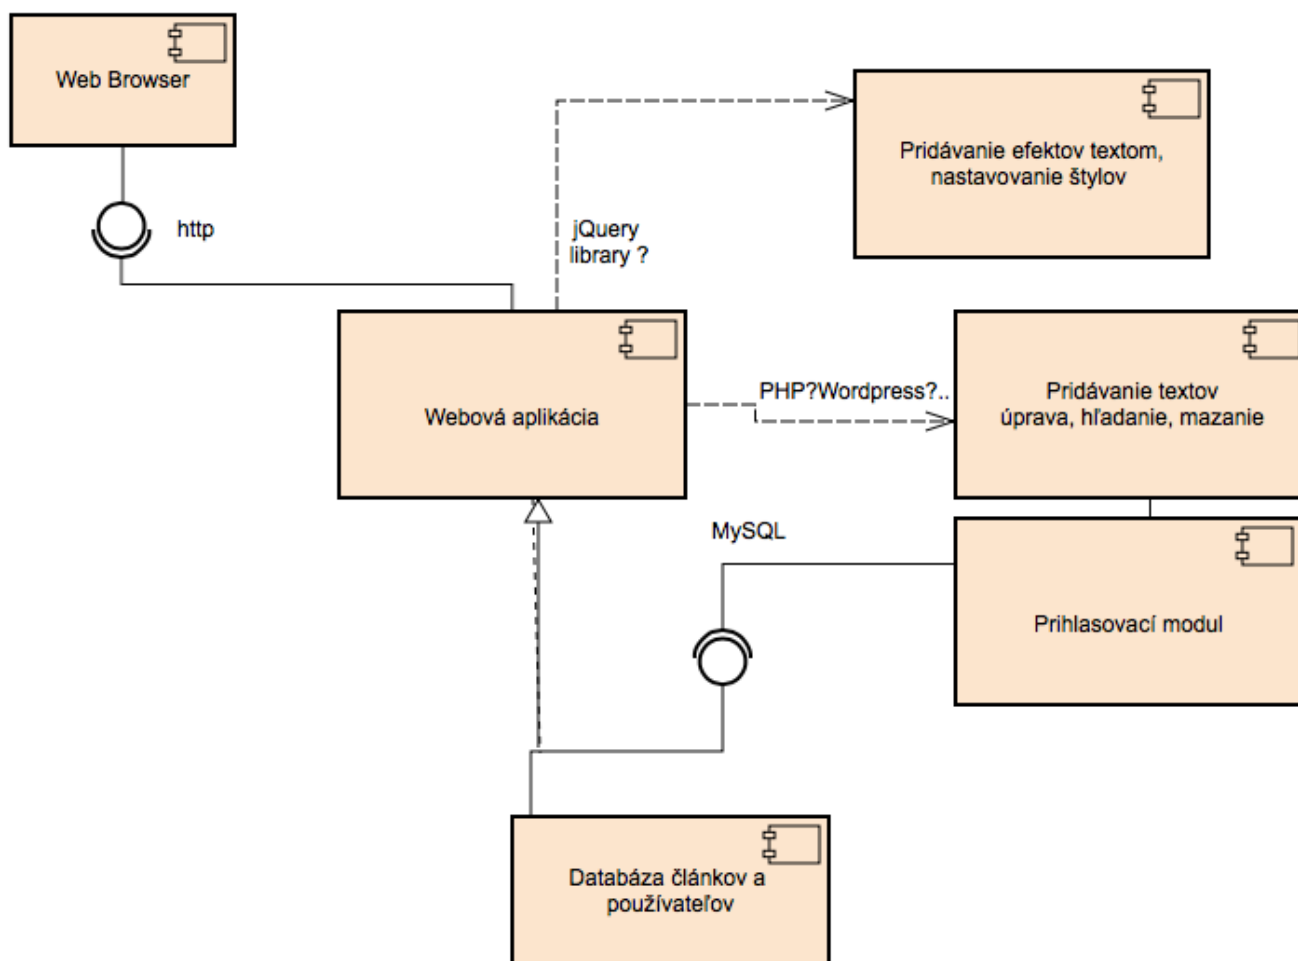 Web Browser
Pridávanie efektov textom,
nastavovanie štylov
http
jQuery
library ?
Webová aplikácia
PHP?Wordpress?..
Pridávanie textov
úprava, hľadanie, mazanie
MySQL
Prihlasovací modul
Databáza článkov a
používateľov